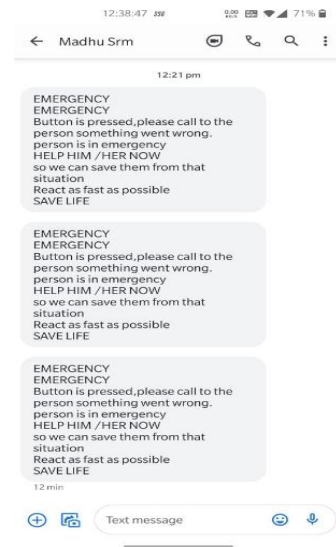 12:38:47
71%
Madhu Srm
12:21 pm
EMERGENCY
EMERGENCY
Button is pressed,please call to the
person something went wrong.
person is in emergency
HELP HIM /HER NOW
so we can save them from that
situation
React as fast as possible
SAVE LIFE
EMERGENCY
EMERGENCY
Button is pressed,please call to the
person something went wrong.
person is in emergency
HELP HIM /HER NOW
so we can save them from that
situation
React as fast as possible
SAVE LIFE
EMERGENCY
EMERGENCY
Button is pressed,please call to the
person something went wrong.
person is in emergency
HELP HIM /HER NOW
so we can save them from that
situation
React as fast as possible
SAVE LIFE
12 min
Text message